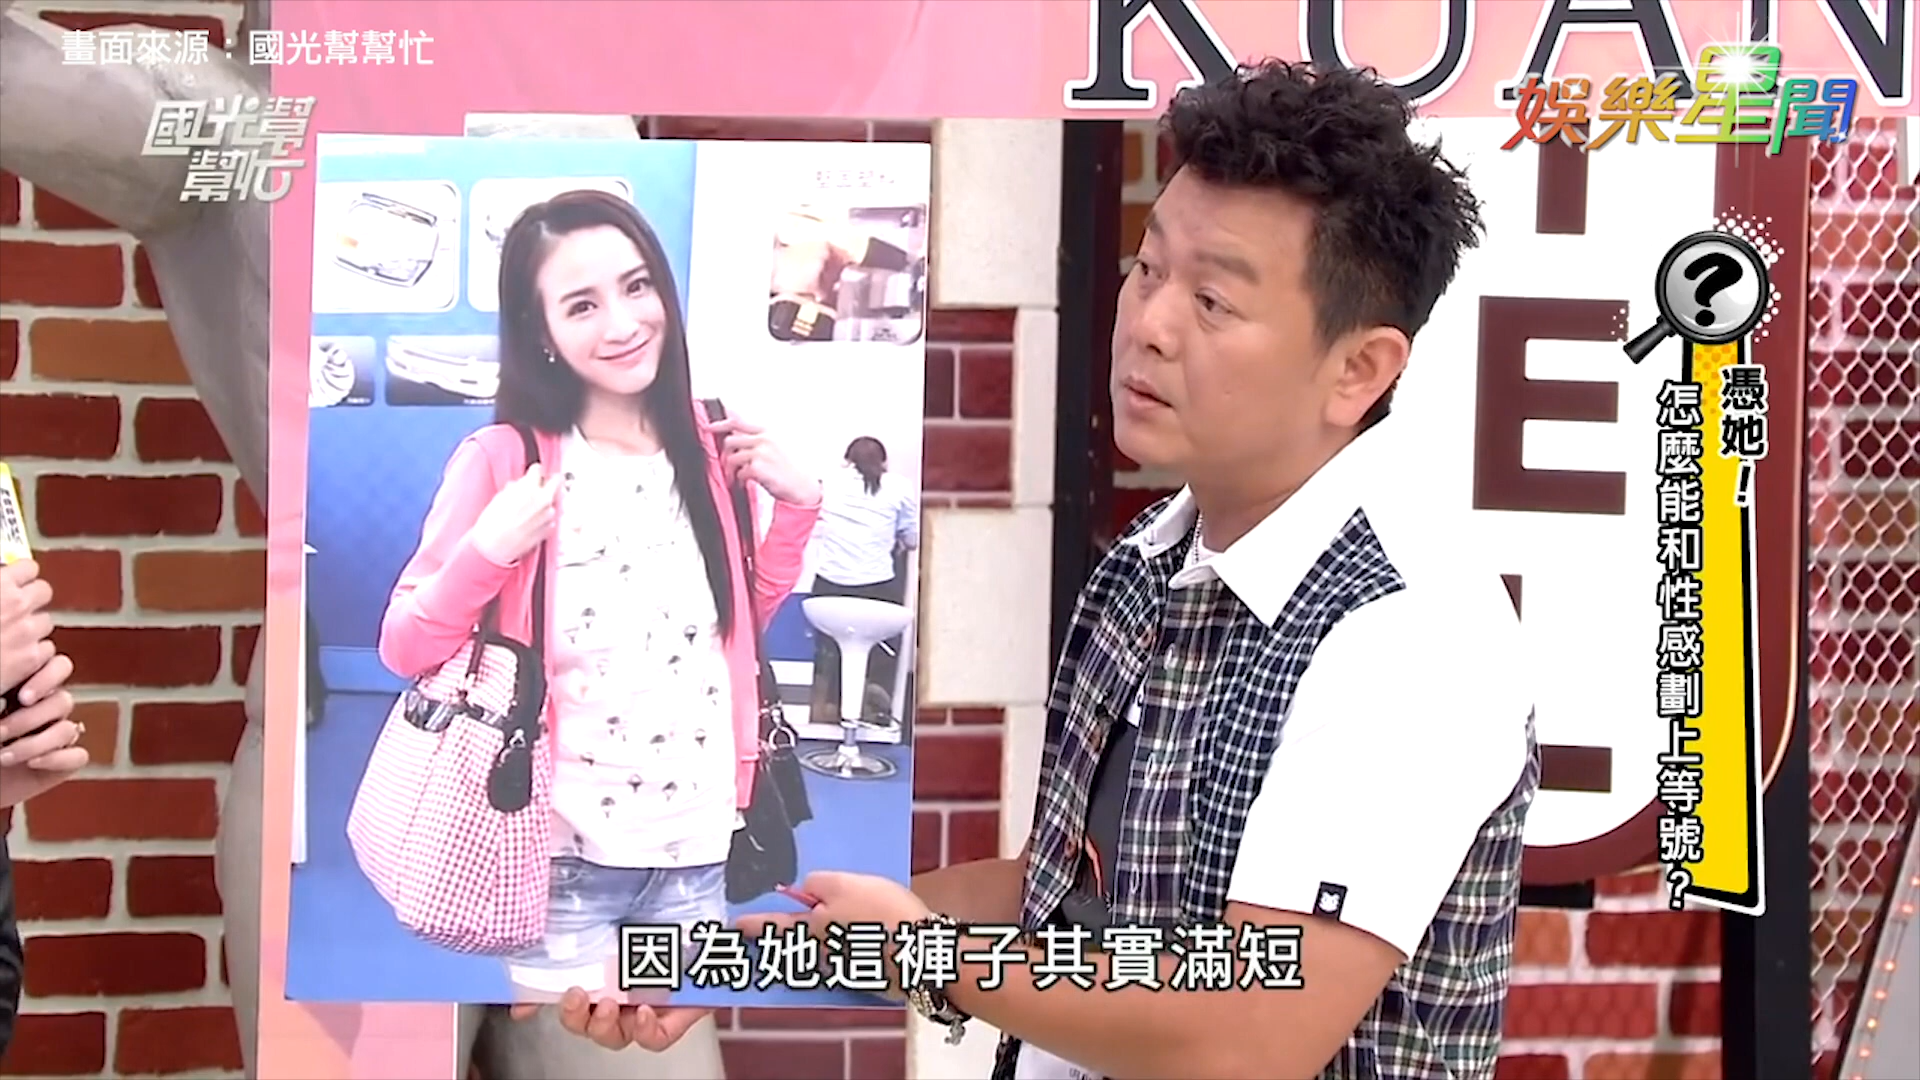 畫面來源：國光幫幫忙
國光幫
幫忙
KUAN
娛樂星聞
憑她！
怎麼能和性感劃上等號？
E
因為她這褲子其實滿短